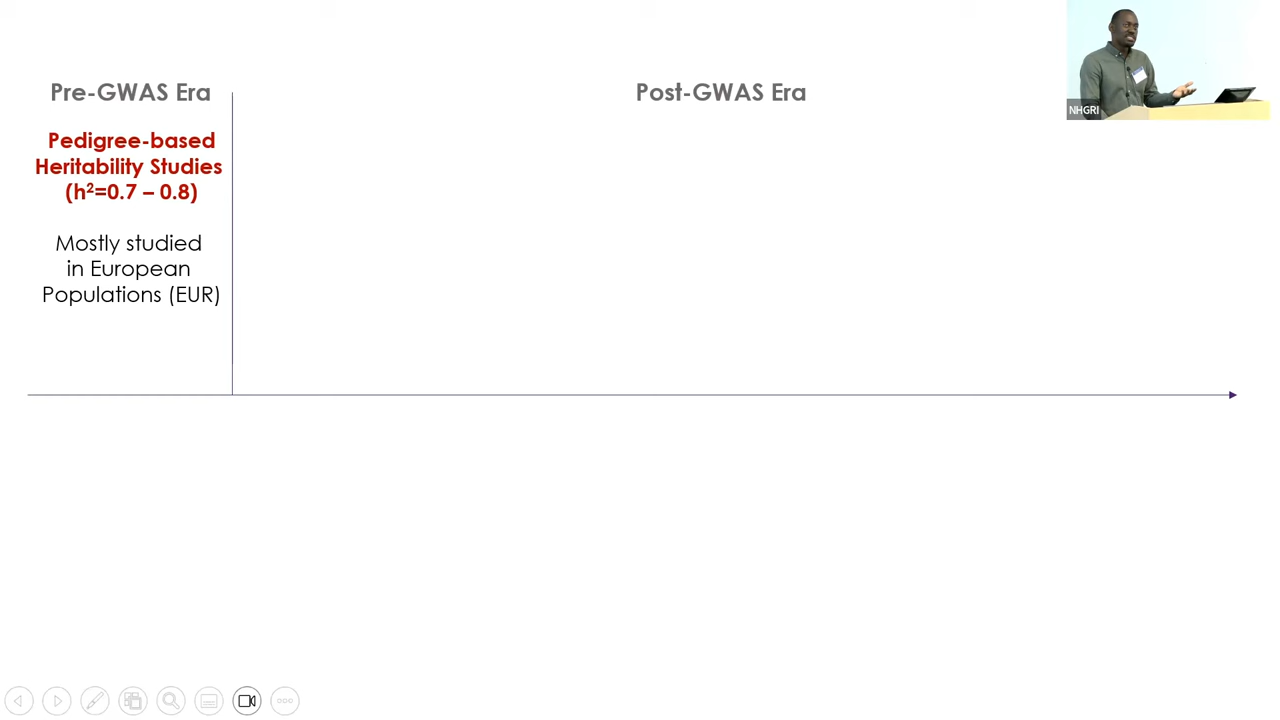 Pre-GWAS Era
Post-GWAS Era
Pedigree-based
Heritability Studies
(h²=0.7 – 0.8)
Mostly studied
in European
Populations (EUR)
NHGRI